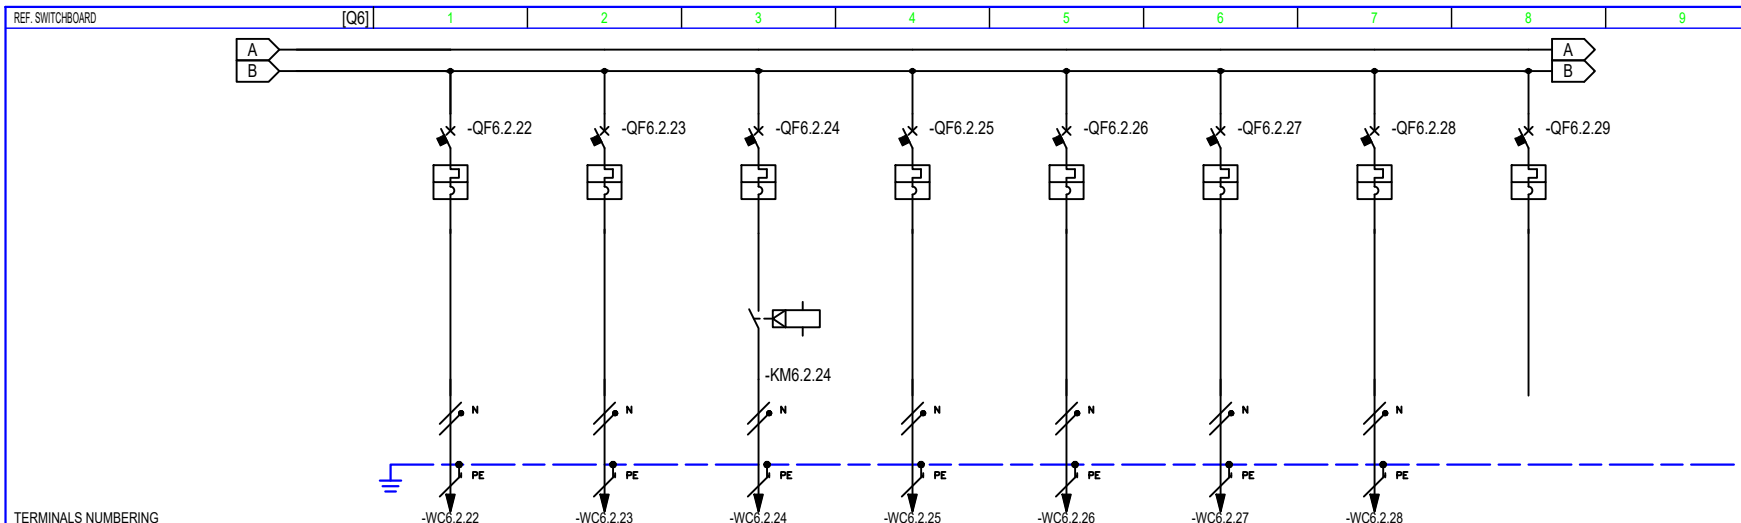 REF. SWITCHBOARD [Q6] 1 2 3 4 5 6 7 8 9
A A
B B
-QF6.2.22 -QF6.2.23 -QF6.2.24 -QF6.2.25 -QF6.2.26 -QF6.2.27 -QF6.2.28 -QF6.2.29
-KM6.2.24
N N N N N N N
PE PE PE PE PE PE PE
TERMINALS NUMBERING -WC6.2.22 -WC6.2.23 -WC6.2.24 -WC6.2.25 -WC6.2.26 -WC6.2.27 -WC6.2.28